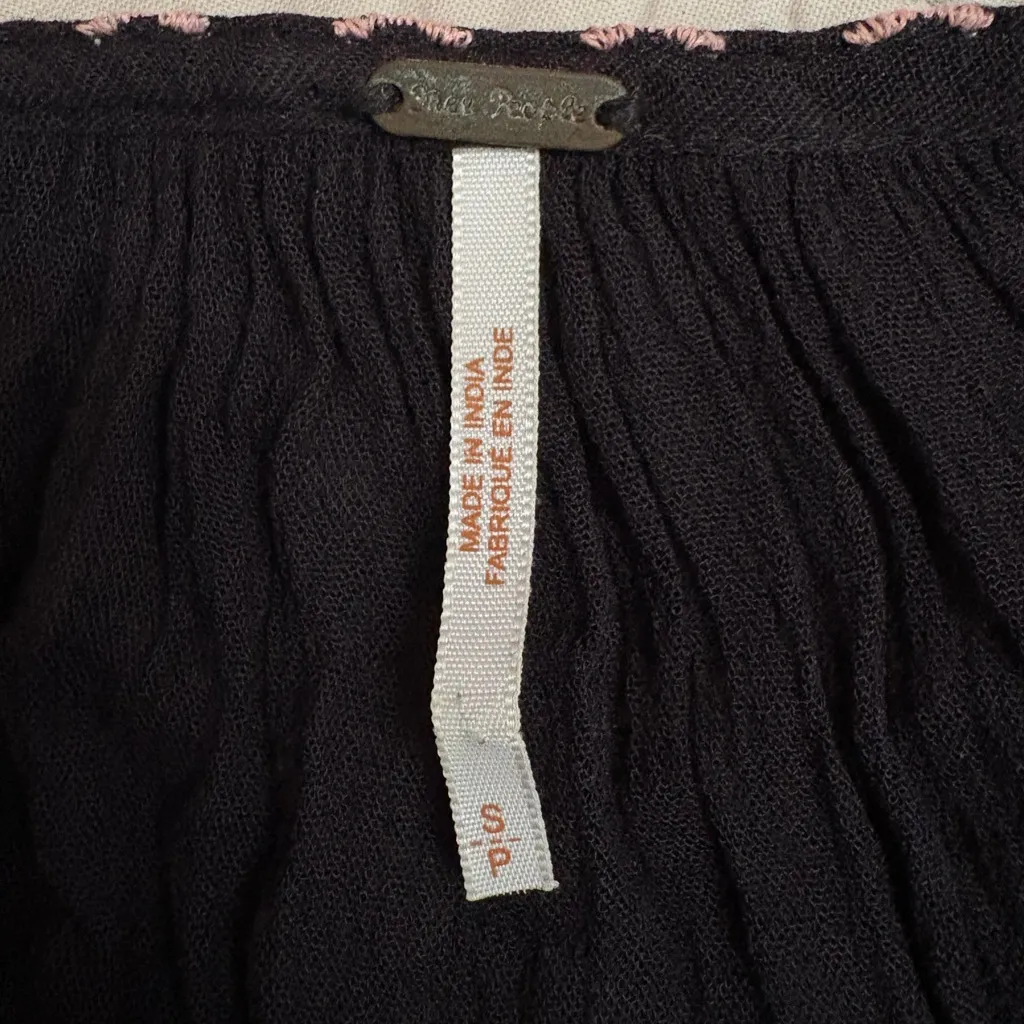 Free People
MADE IN INDIA
FABRIQUE EN INDE
S
P